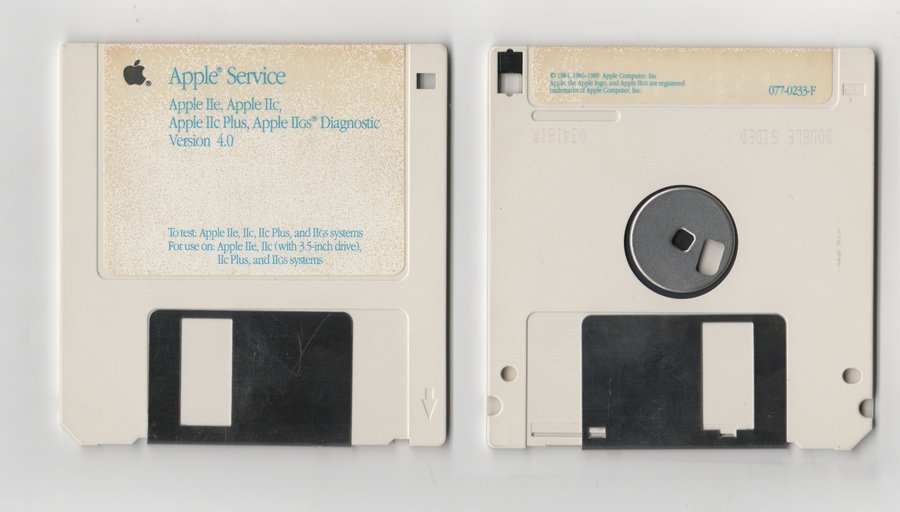 Apple® Service
Apple IIe, Apple IIc,
Apple IIc Plus, Apple IIGS® Diagnostic
Version 4.0
To test: Apple IIe, IIc, IIc Plus, and IIGS systems
For use on: Apple IIe, IIc (with 3.5-inch drive),
IIc Plus, and IIGS systems
© 1984, 1986-1989 Apple Computer, Inc.
Apple, the Apple logo, and Apple IIGS are registered
trademarks of Apple Computer, Inc.
077-0233-F
DOUBLE SIDED